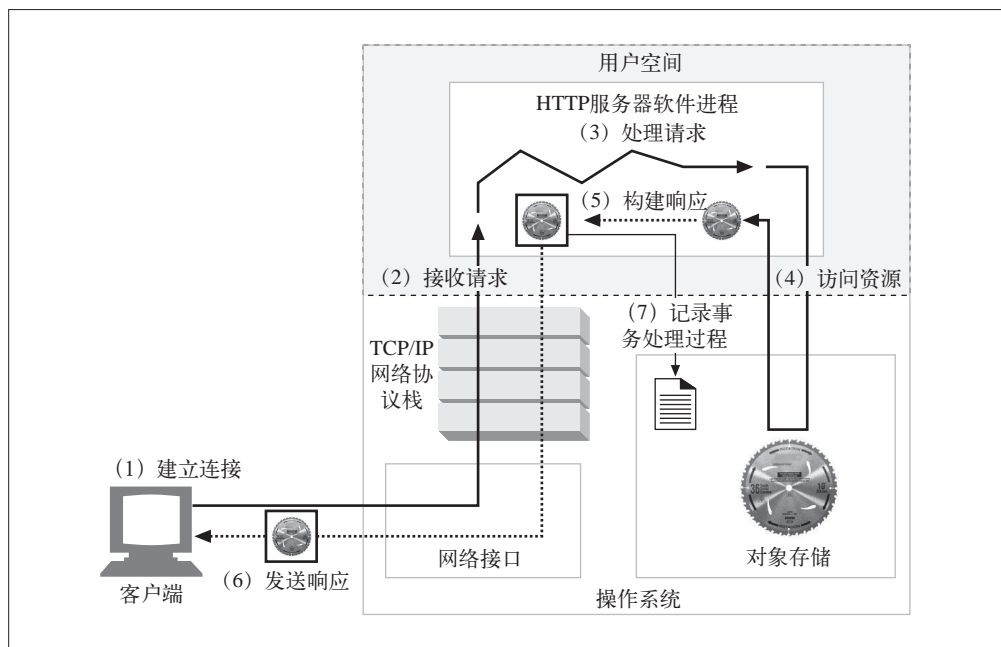 用户空间
HTTP服务器软件进程
（3）处理请求
（5）构建响应
（2）接收请求
（4）访问资源
（7）记录事
务处理过程
TCP/IP
网络协
议栈
（1）建立连接
网络接口
对象存储
（6）发送响应
客户端
操作系统